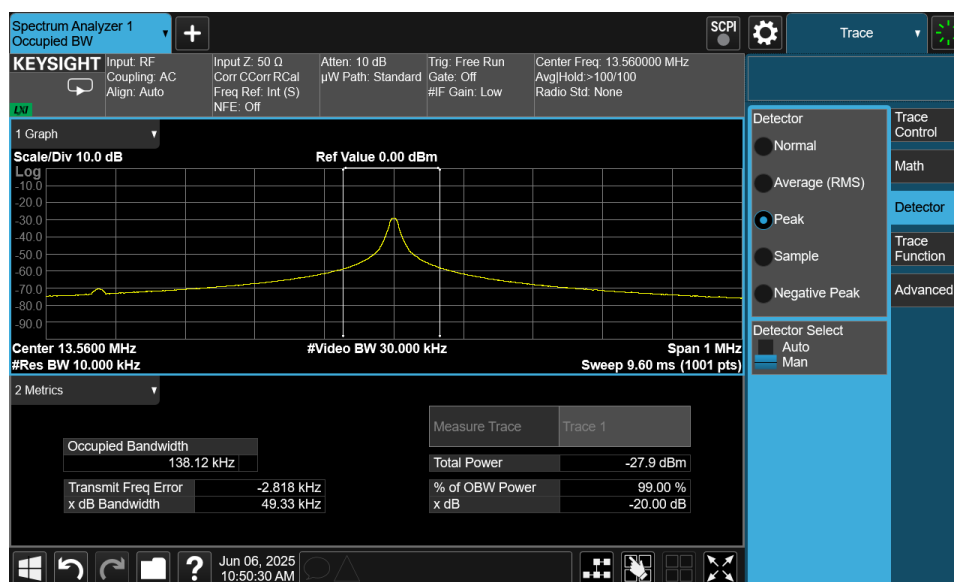 Spectrum Analyzer 1
Occupied BW
SCPI
Trace
KEYSIGHT
LXI
Input: RF
Coupling: AC
Align: Auto
Input Z: 50 Ω
Corr CCorr RCal
Freq Ref: Int (S)
NFE: Off
Atten: 10 dB
µW Path: Standard
Trig: Free Run
Gate: Off
#IF Gain: Low
Center Freq: 13.560000 MHz
Avg|Hold:>100/100
Radio Std: None
1 Graph
Scale/Div 10.0 dB
Ref Value 0.00 dBm
Log
-10.0
-20.0
-30.0
-40.0
-50.0
-60.0
-70.0
-80.0
-90.0
Center 13.5600 MHz
#Video BW 30.000 kHz
Span 1 MHz
#Res BW 10.000 kHz
Sweep 9.60 ms (1001 pts)
2 Metrics
Measure Trace
Trace 1
Occupied Bandwidth
138.12 kHz
Total Power
-27.9 dBm
Transmit Freq Error
-2.818 kHz
% of OBW Power
99.00 %
x dB Bandwidth
49.33 kHz
x dB
-20.00 dB
Detector
Normal
Average (RMS)
Peak
Sample
Negative Peak
Detector Select
Auto
Man
Trace
Control
Math
Detector
Trace
Function
Advanced
?
Jun 06, 2025
10:50:30 AM